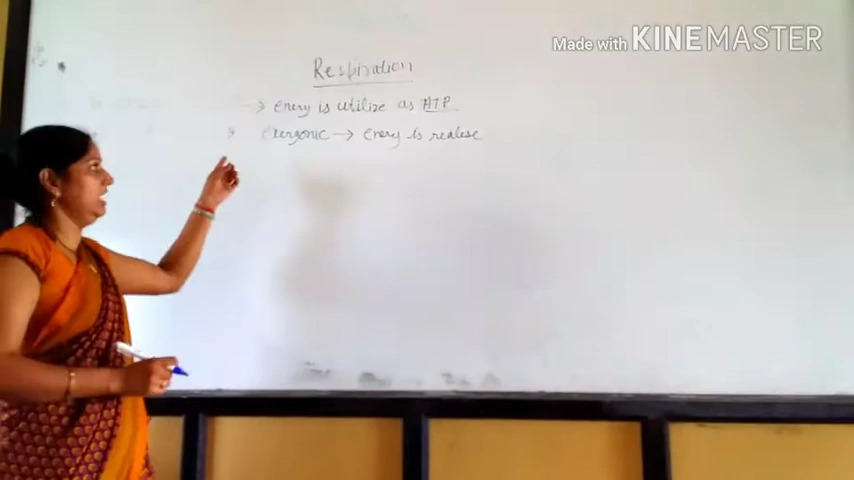 Made with KINEMASTER
Respiration
→ enery is utilize as ATP
→ Exergonic → enery is realese